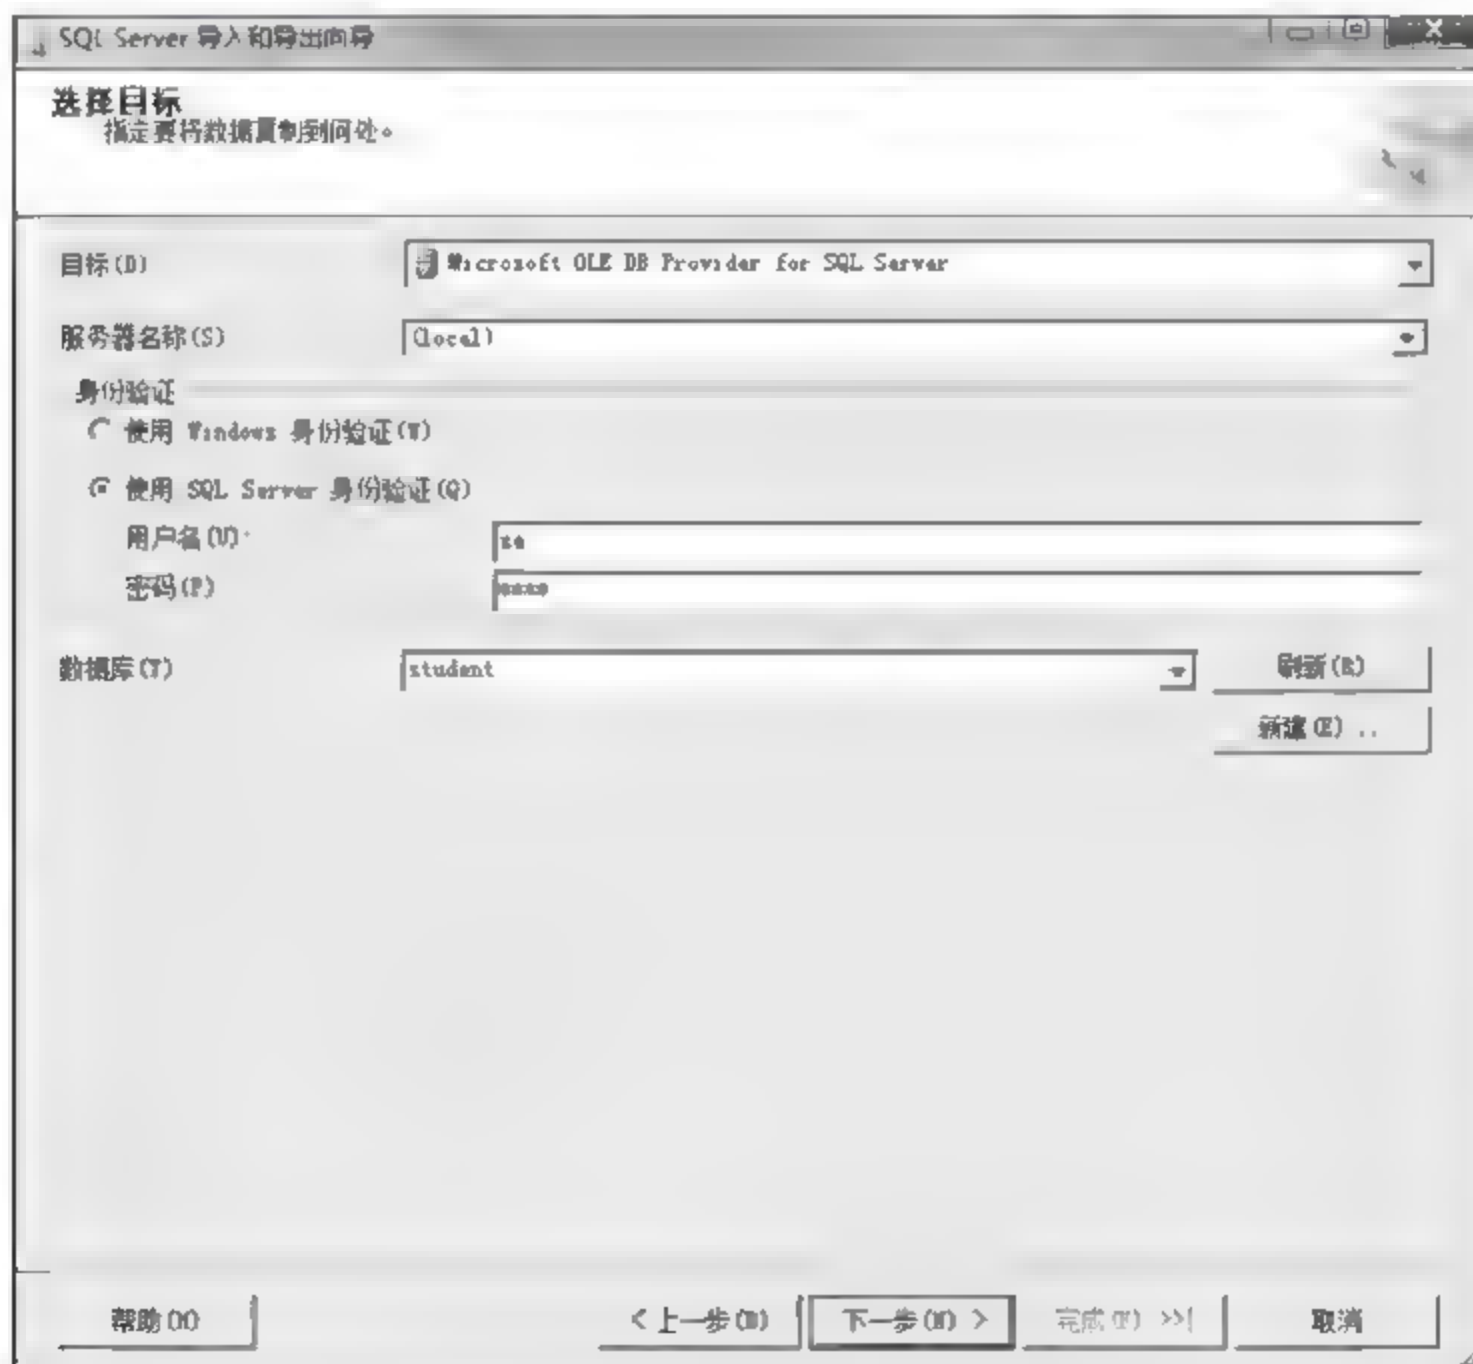 SQL Server 导入和导出向导
选择目标
指定要将数据复制到何处。
目标(D) Microsoft OLE DB Provider for SQL Server
服务器名称(S) (local)
身份验证
使用 Windows 身份验证(W)
使用 SQL Server 身份验证(Q)
用户名(U) sa
密码(P) ****
数据库(T) student 刷新(R)
新建(E)..
帮助(H) < 上一步(B) 下一步(N) > 完成(F) >>| 取消